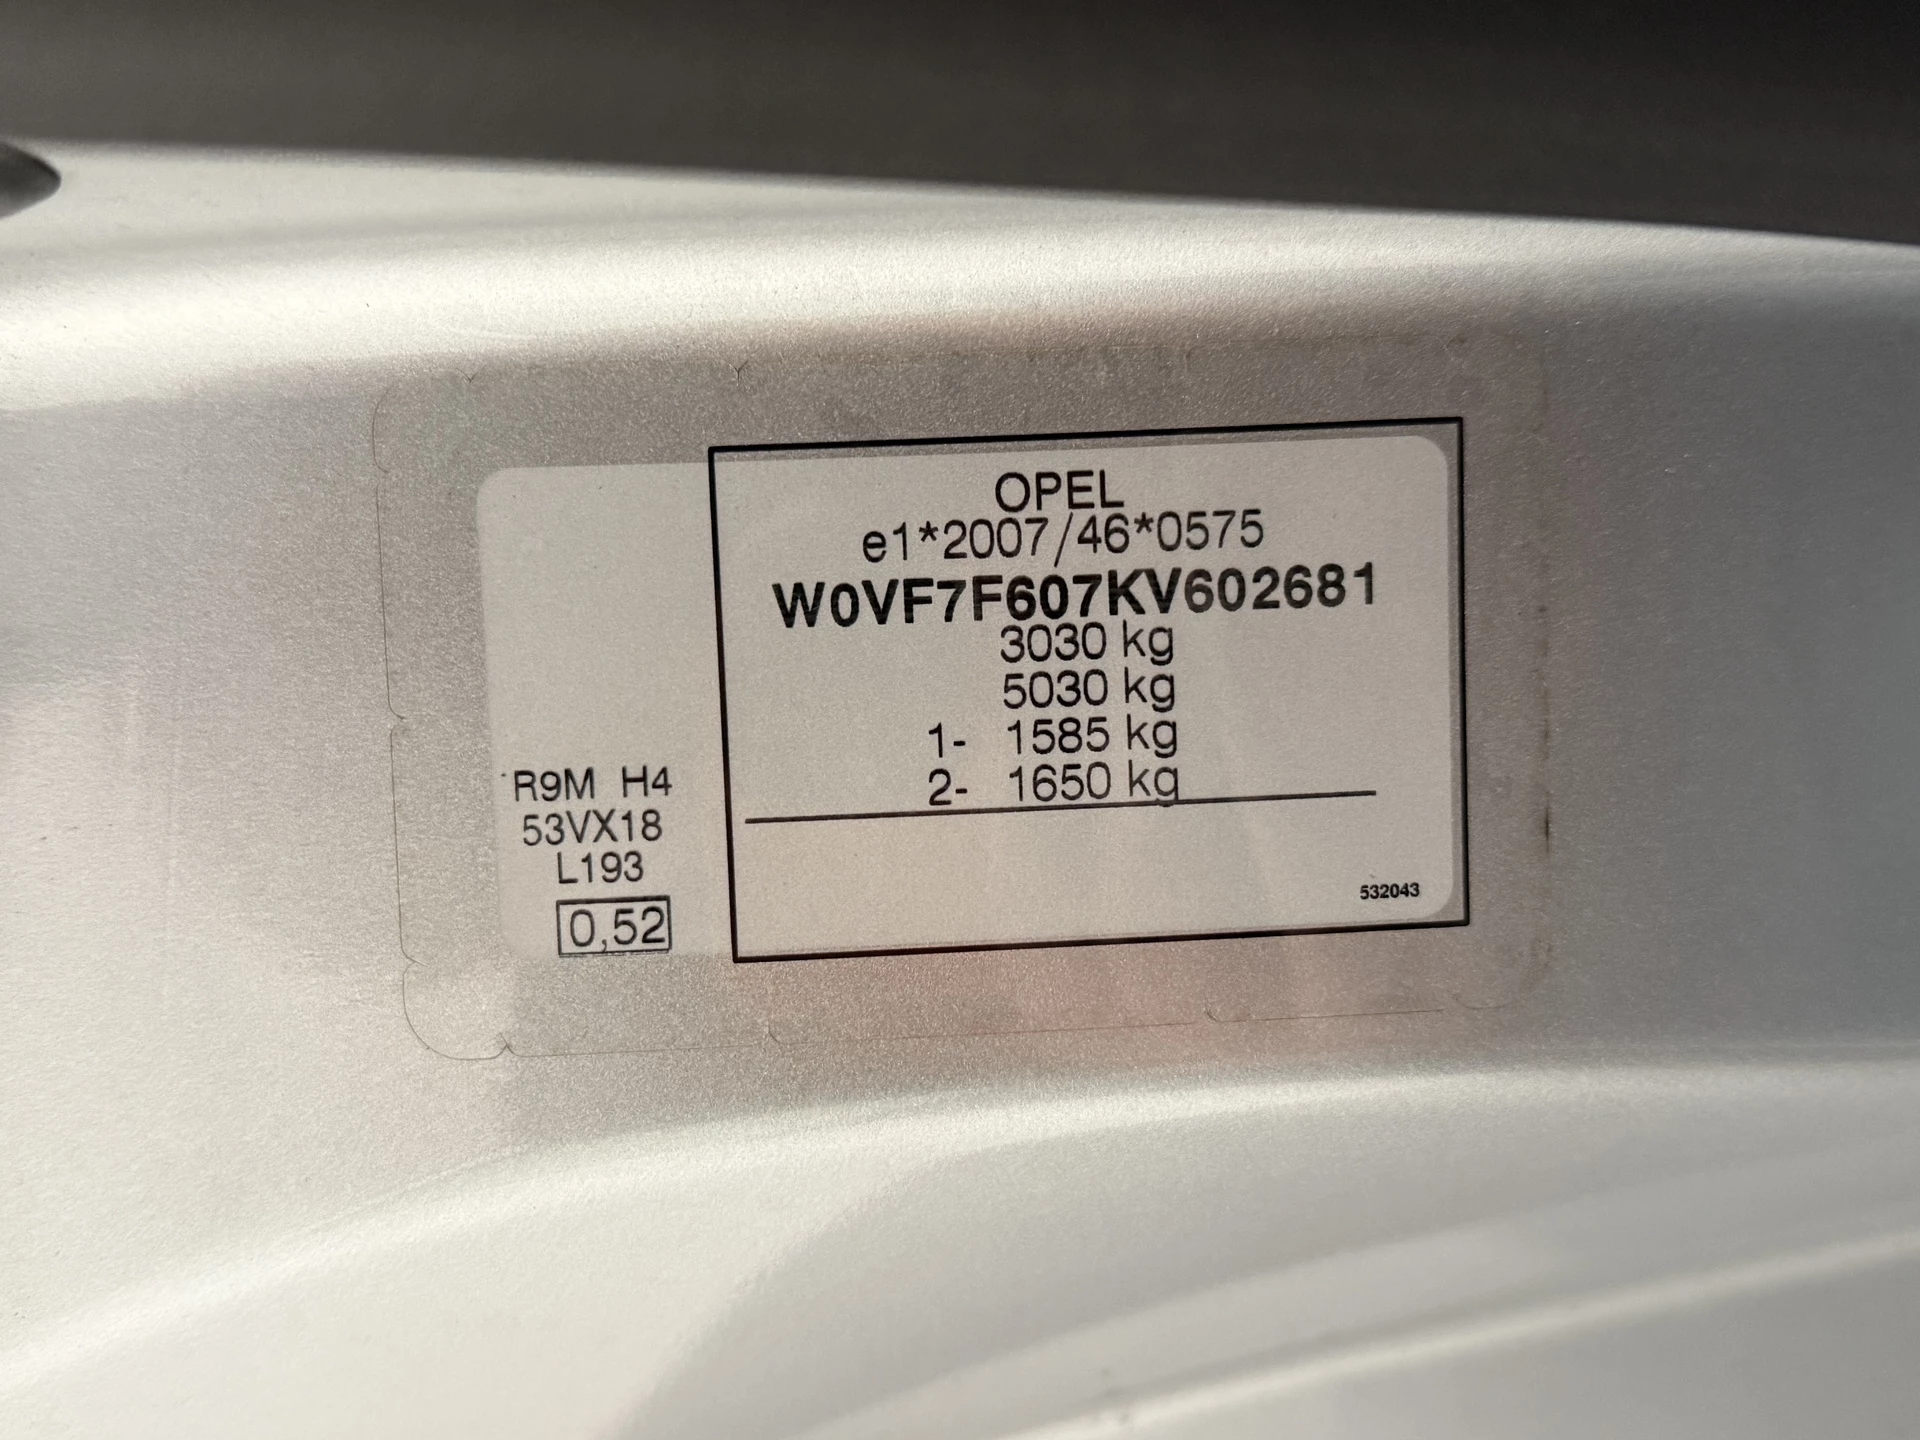 OPEL
e1*2007/46*0575
W0VF7F607KV602681
3030 kg
5030 kg
1- 1585 kg
2- 1650 kg
R9M H4
53VX18
L193
0,52
532043